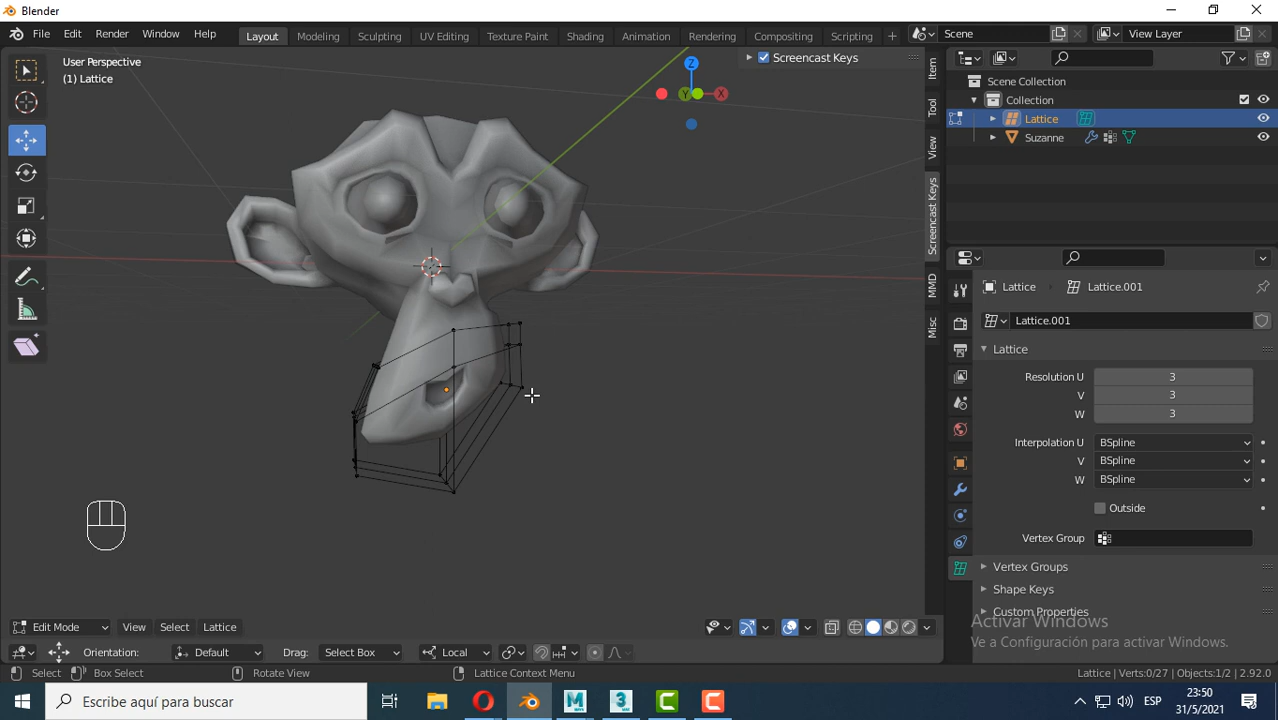 Blender
File Edit Render Window Help
Layout Modeling Sculpting UV Editing Texture Paint Shading Animation Rendering Compositing Scripting +
Scene View Layer
User Perspective
(1) Lattice
Screencast Keys
Z
Y
X
Item
Tool
View
Screencast Keys
MMD
Misc
Scene Collection
Collection
Lattice
Suzanne
Lattice Lattice.001
Lattice.001
Lattice
Resolution U 3
V 3
W 3
Interpolation U BSpline
V BSpline
W BSpline
Outside
Vertex Group
Vertex Groups
Shape Keys
Custom Properties
Activar Windows
Ve a Configuración para activar Windows.
Edit Mode View Select Lattice
Orientation: Default Drag: Select Box Local
Select Box Select Rotate View Lattice Context Menu Lattice | Verts:0/27 | Objects:1/2 | 2.92.0
Escribe aquí para buscar
ESP
23:50
31/5/2021